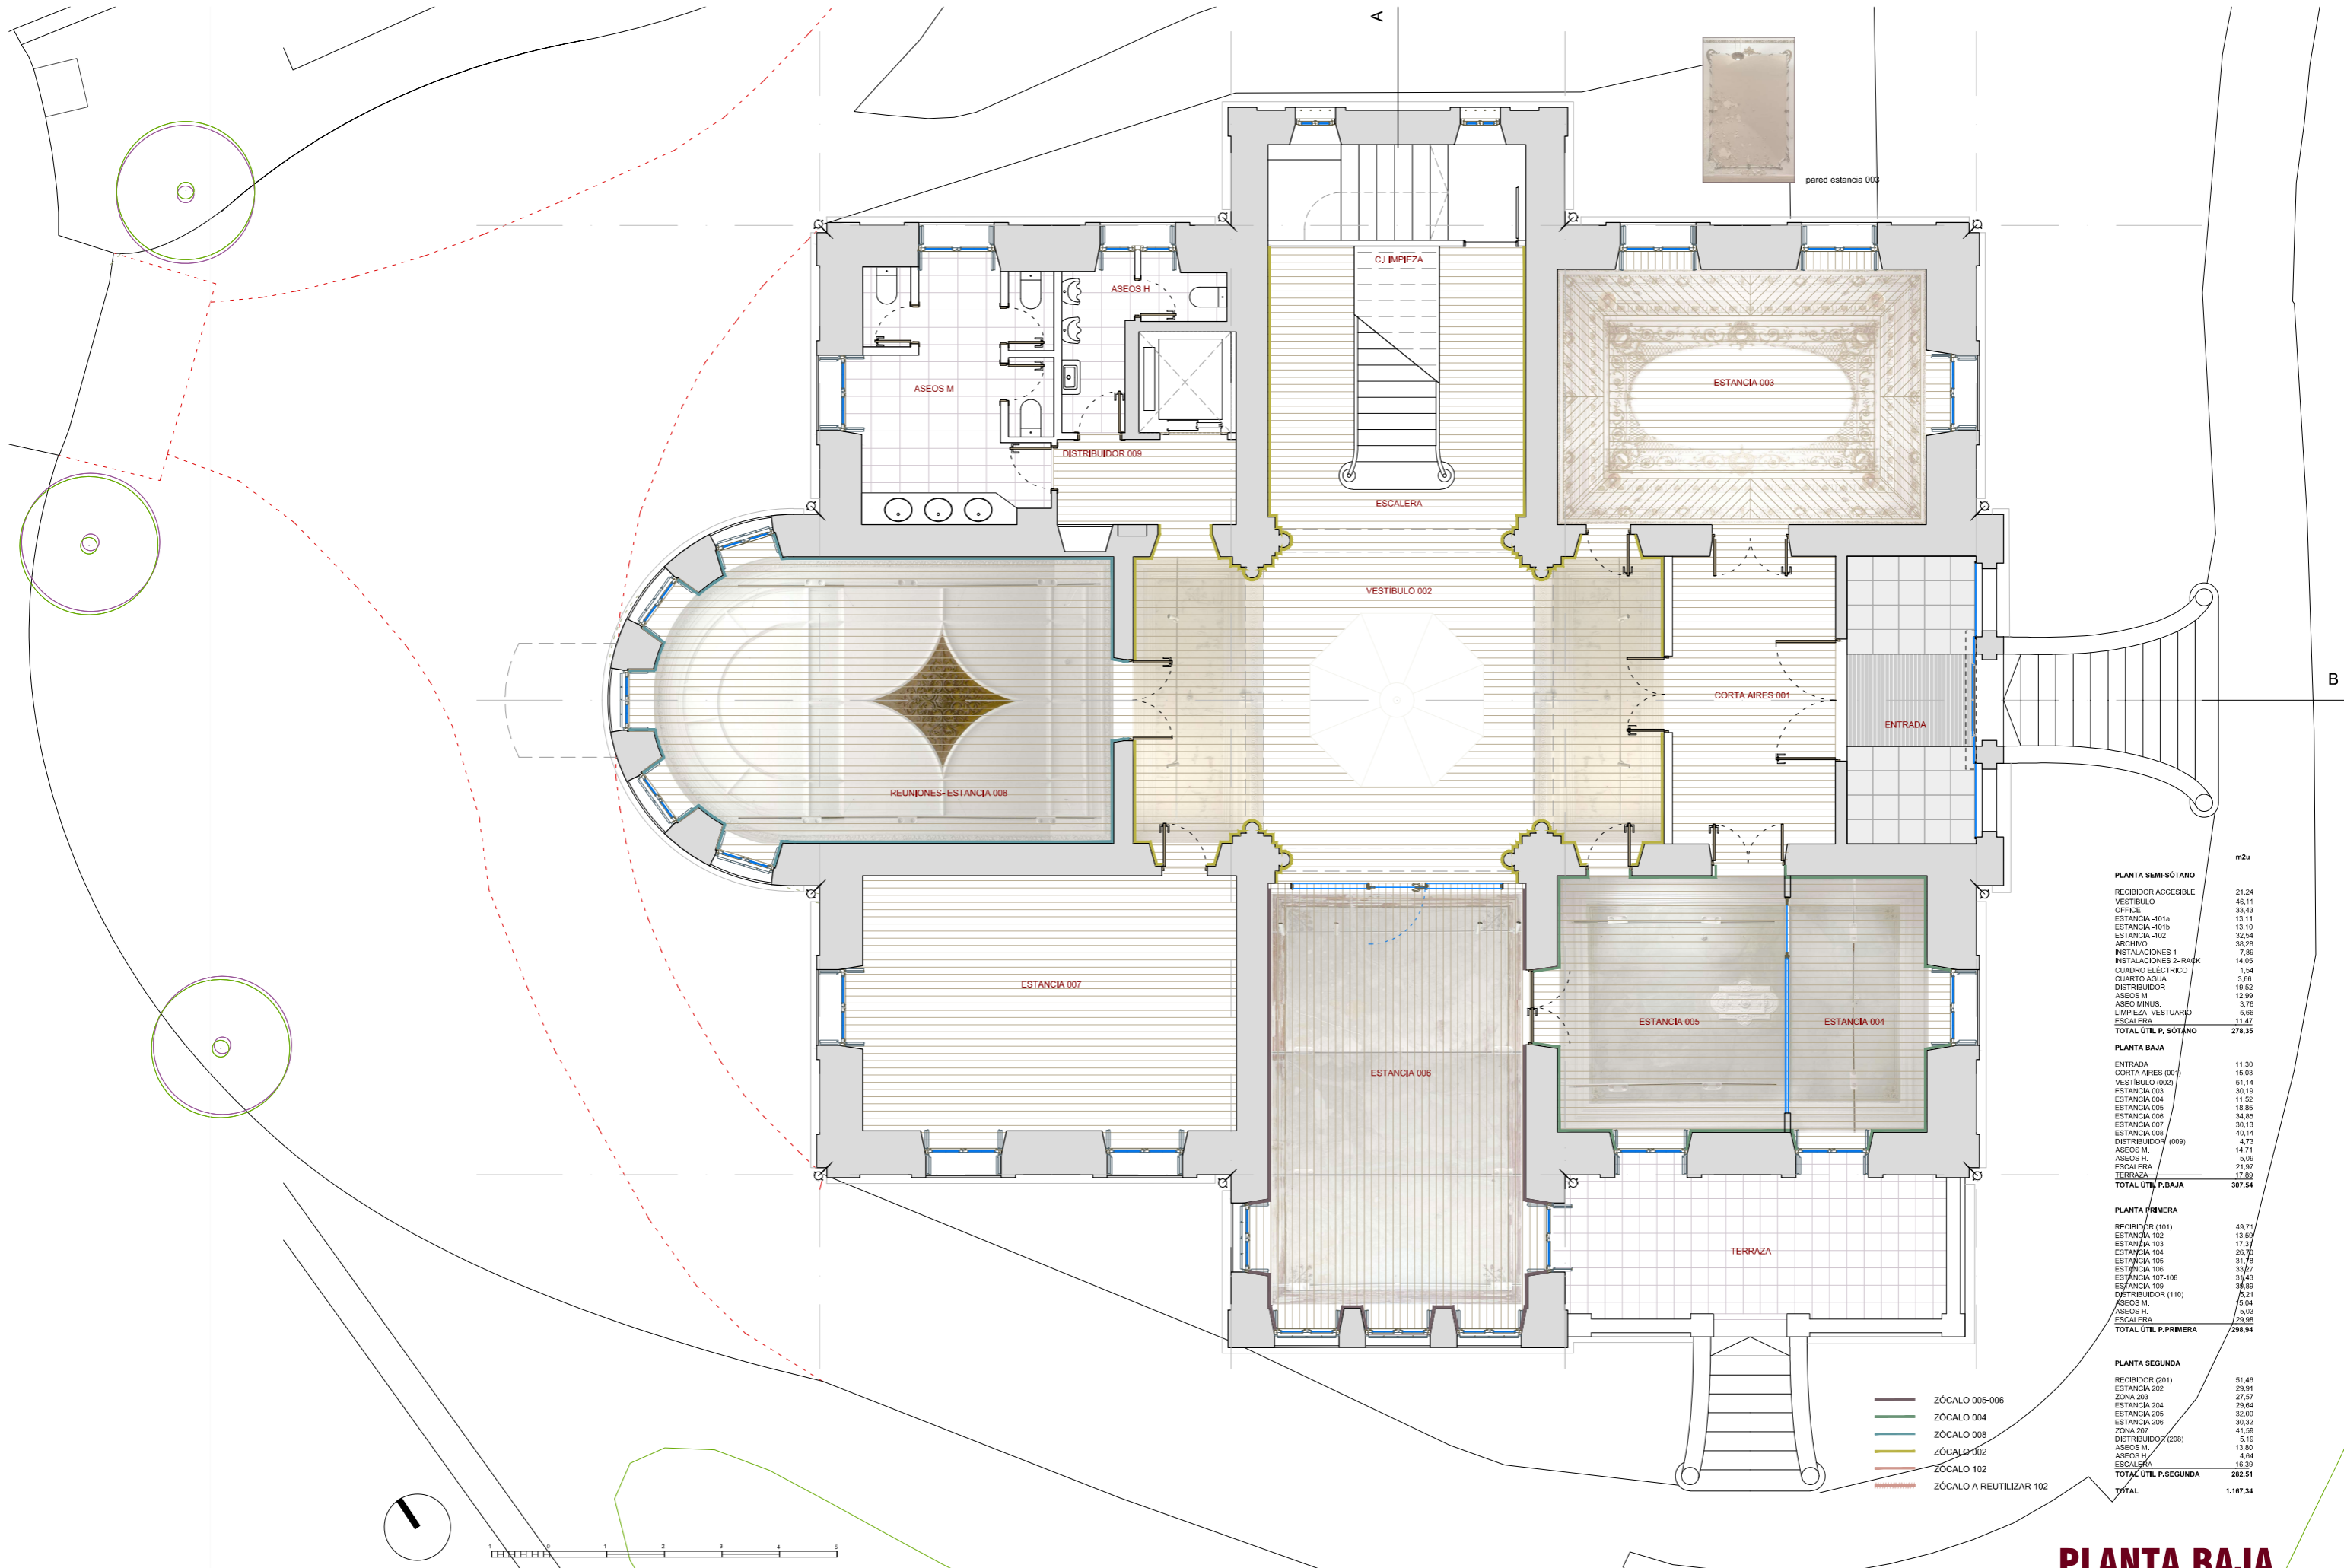 A
pared estancia 003
C.LIMPIEZA
ASEOS H
ESTANCIA 003
ASEOS M
DISTRIBUIDOR 009
ESCALERA
VESTÍBULO 002
B
CORTA AIRES 001
ENTRADA
REUNIONES- ESTANCIA 008
ESTANCIA 007
ESTANCIA 005
ESTANCIA 004
ESTANCIA 006
TERRAZA
m2u
PLANTA SEMI-SÓTANO
RECIBIDOR ACCESIBLE 21,24
VESTÍBULO 46,11
OFFICE 33,43
ESTANCIA -101a 13,11
ESTANCIA -101b 13,10
ESTANCIA -102 32,54
ARCHIVO 38,28
INSTALACIONES 1 7,89
INSTALACIONES 2- RACK 14,05
CUADRO ELÉCTRICO 1,54
CUARTO AGUA 3,66
DISTRIBUIDOR 19,52
ASEOS M 12,99
ASEO MINUS. 3,76
LIMPIEZA -VESTUARIO 5,66
ESCALERA 11,47
TOTAL ÚTIL P. SÓTANO 278,35
PLANTA BAJA
ENTRADA 11,30
CORTA AIRES (001) 15,03
VESTÍBULO (002) 51,14
ESTANCIA 003 30,19
ESTANCIA 004 11,52
ESTANCIA 005 18,85
ESTANCIA 006 34,85
ESTANCIA 007 30,13
ESTANCIA 008 40,14
DISTRIBUIDOR (009) 4,73
ASEOS M. 14,71
ASEOS H. 5,09
ESCALERA 21,97
TERRAZA 17,89
TOTAL ÚTIL P.BAJA 307,54
PLANTA PRIMERA
RECIBIDOR (101) 49,71
ESTANCIA 102 13,59
ESTANCIA 103 17,31
ESTANCIA 104 26,70
ESTANCIA 105 31,78
ESTANCIA 106 33,27
ESTANCIA 107-108 31,43
ESTANCIA 109 39,89
DISTRIBUIDOR (110) 5,21
ASEOS M. 15,04
ASEOS H. 5,03
ESCALERA 29,98
TOTAL ÚTIL P.PRIMERA 298,94
PLANTA SEGUNDA
RECIBIDOR (201) 51,46
ESTANCIA 202 29,91
ZONA 203 27,57
ESTANCIA 204 29,64
ESTANCIA 205 32,00
ESTANCIA 206 30,32
ZONA 207 41,59
DISTRIBUIDOR (208) 5,19
ASEOS M. 13,80
ASEOS H. 4,64
ESCALERA 16,39
TOTAL ÚTIL P.SEGUNDA 282,51
TOTAL 1.167,34
ZÓCALO 005-006
ZÓCALO 004
ZÓCALO 008
ZÓCALO 002
ZÓCALO 102
ZÓCALO A REUTILIZAR 102
1 0 1 2 3 4 5
PLANTA BAJA